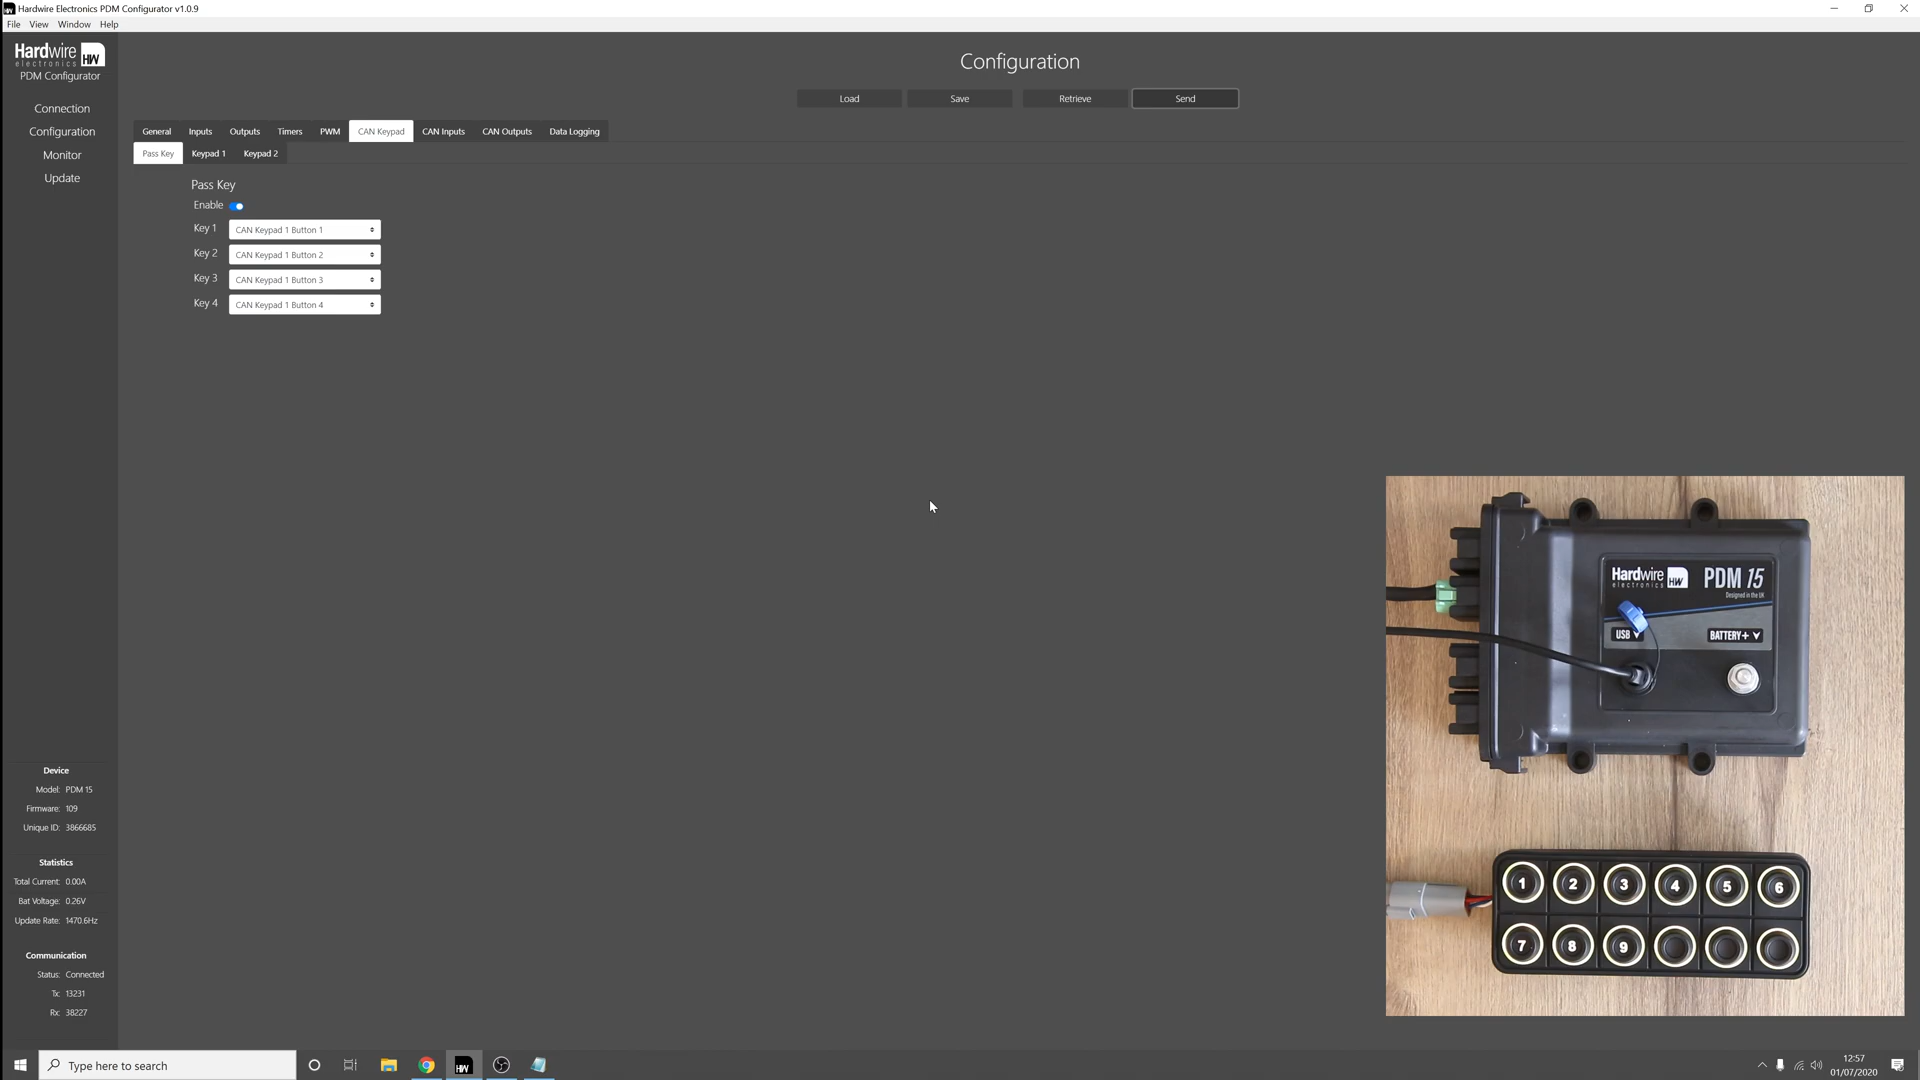 Hardwire Electronics PDM Configurator v1.0.9
File View Window Help
Hardwire HW
electronics
PDM Configurator
Connection
Configuration
Monitor
Update
Configuration
Load Save Retrieve Send
General Inputs Outputs Timers PWM CAN Keypad CAN Inputs CAN Outputs Data Logging
Pass Key Keypad 1 Keypad 2
Pass Key
Enable
Key 1 CAN Keypad 1 Button 1
Key 2 CAN Keypad 1 Button 2
Key 3 CAN Keypad 1 Button 3
Key 4 CAN Keypad 1 Button 4
Hardwire HW PDM 15
electronics Designed in the UK
USB BATTERY+
1 2 3 4 5 6
7 8 9
Device
Model: PDM 15
Firmware: 109
Unique ID: 3866685
Statistics
Total Current: 0.00A
Bat Voltage: 0.26V
Update Rate: 1470.6Hz
Communication
Status: Connected
Tx: 13231
Rx: 38227
Type here to search
HW
12:57
01/07/2020